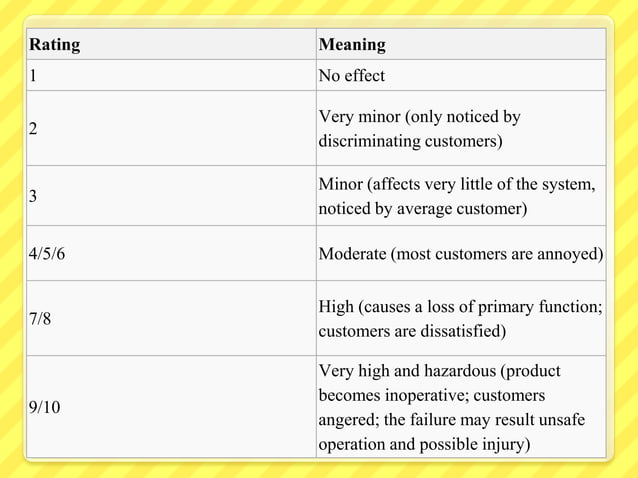 Rating Meaning
1 No effect
2 Very minor (only noticed by
discriminating customers)
3 Minor (affects very little of the system,
noticed by average customer)
4/5/6 Moderate (most customers are annoyed)
7/8 High (causes a loss of primary function;
customers are dissatisfied)
9/10 Very high and hazardous (product
becomes inoperative; customers
angered; the failure may result unsafe
operation and possible injury)